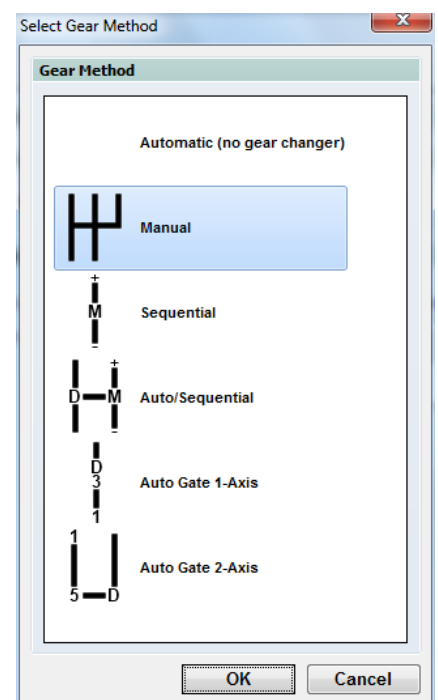 Select Gear Method
Gear Method
Automatic (no gear changer)
Manual
+
M
-
Sequential
+
D M
-
Auto/Sequential
D
3
1
Auto Gate 1-Axis
1
5 D
Auto Gate 2-Axis
OK Cancel